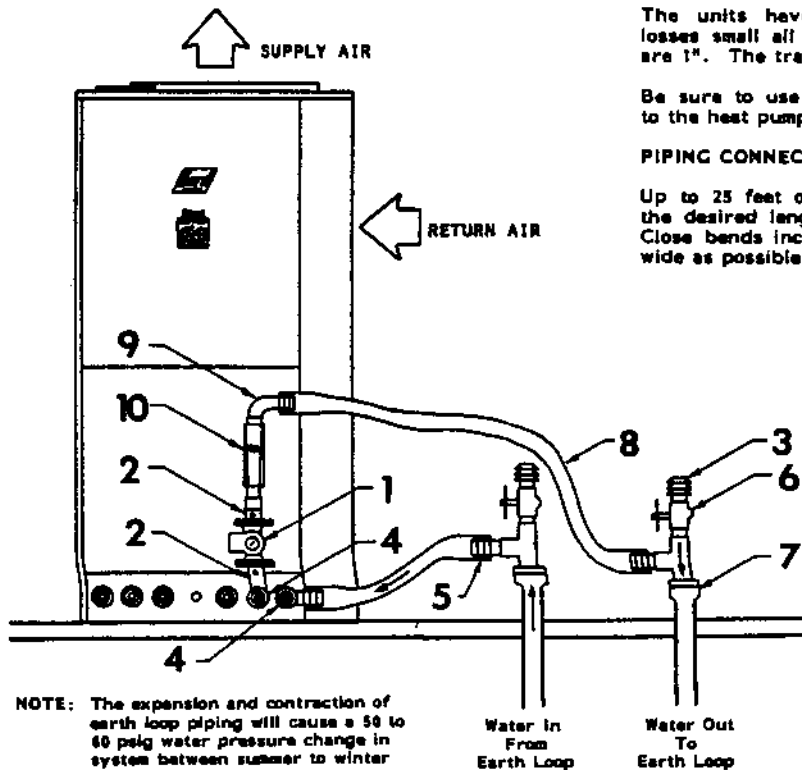 SUPPLY AIR
The units hav
losses small all
are 1". The tra
Be sure to use
to the heat pump
PIPING CONNEC
Up to 25 feet o
the desired leng
Close bends inc
wide as possible
RETURN AIR
9
10
2
1
2
4
8
3
6
5
7
4
NOTE: The expansion and contraction of
earth loop piping will cause a 50 to
60 psig water pressure change in
system between summer to winter
Water In
From
Earth Loop
Water Out
To
Earth Loop